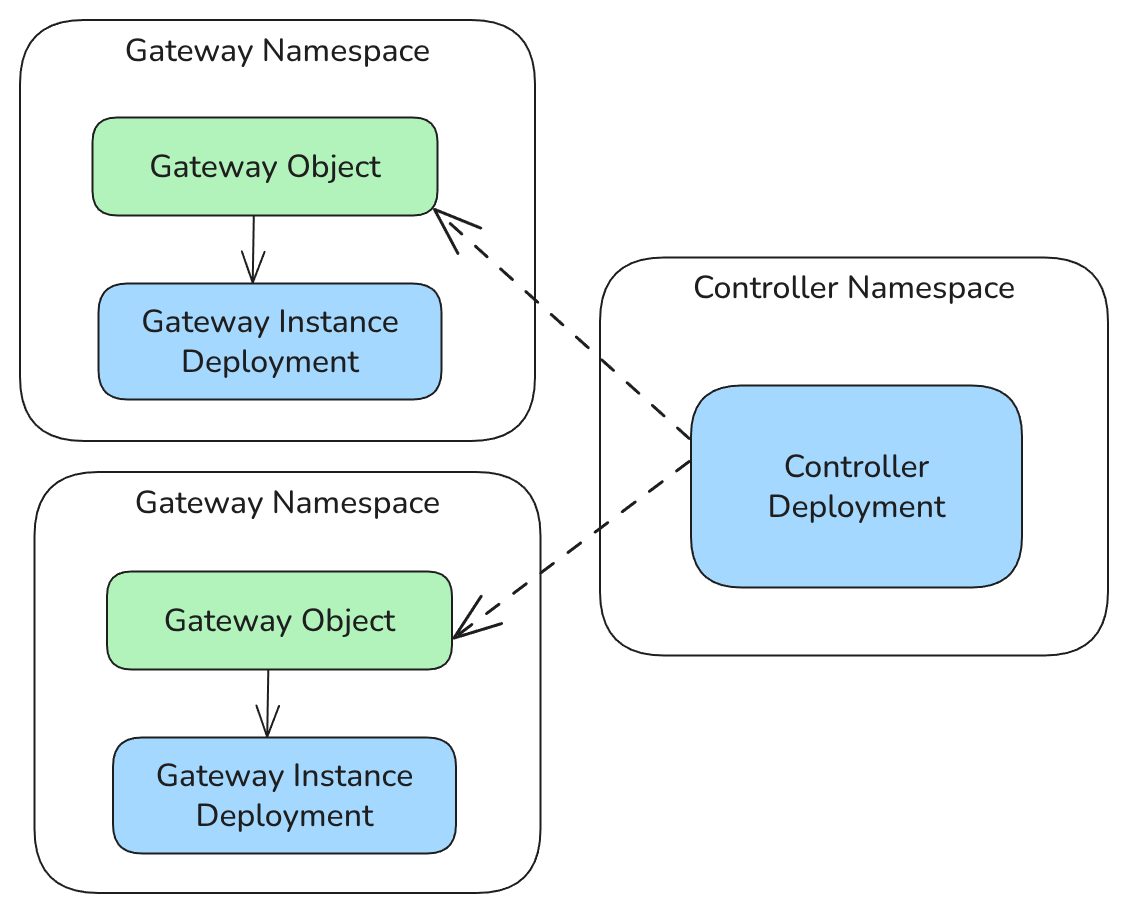 Gateway Namespace
Gateway Object
Gateway Instance
Deployment
Controller Namespace
Controller
Deployment
Gateway Namespace
Gateway Object
Gateway Instance
Deployment